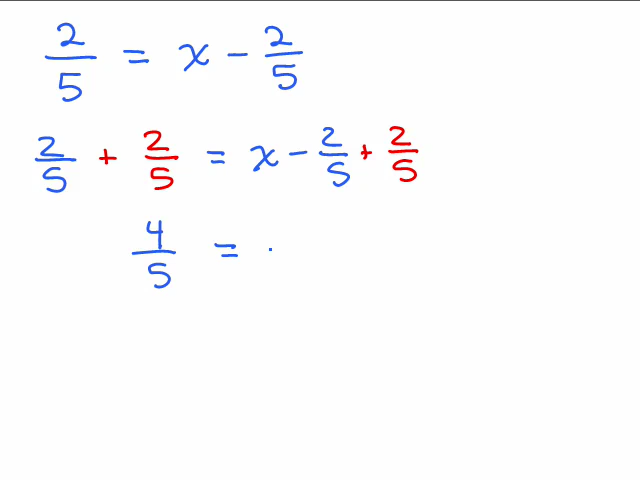 2/5 = x - 2/5
2/5 + 2/5 = x - 2/5 + 2/5
4/5 =